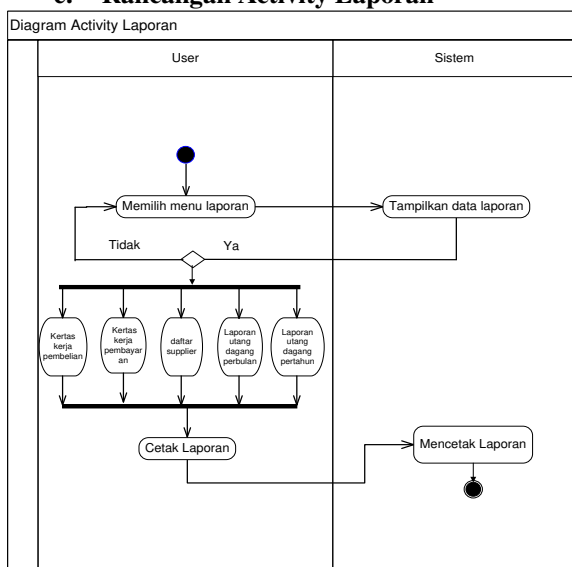 c. Rancangan Activity Laporan
Diagram Activity Laporan
User
Sistem
Memilih menu laporan
Tampilkan data laporan
Tidak
Ya
Kertas
kerja
pembelian
Kertas
kerja
pembayar
an
daftar
supplier
Laporan
utang
dagang
perbulan
Laporan
utang
dagang
pertahun
Cetak Laporan
Mencetak Laporan